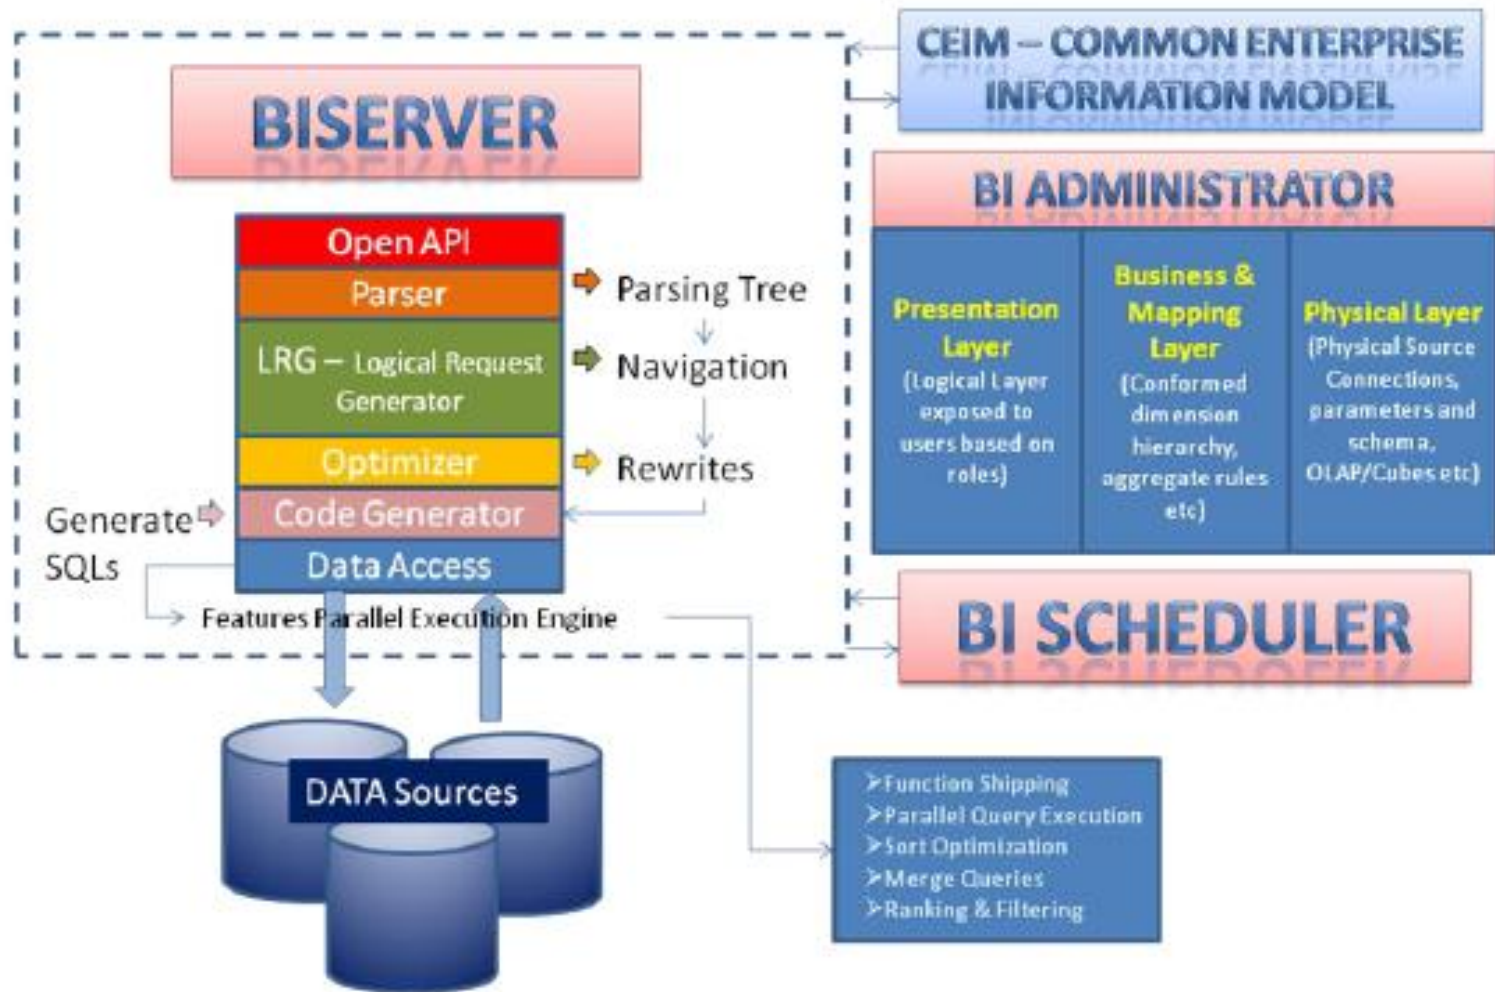 BISERVER
Open API
Parser
LRG – Logical Request
Generator
Optimizer
Code Generator
Data Access
Parsing Tree
Navigation
Rewrites
Generate
SQLs
Features Parallel Execution Engine
DATA Sources
CEIM – COMMON ENTERPRISE
INFORMATION MODEL
BI ADMINISTRATOR
Presentation
Layer
(Logical Layer
exposed to
users based on
roles)
Business &
Mapping
Layer
(Conformed
dimension
hierarchy,
aggregate rules
etc)
Physical Layer
(Physical Source
Connections,
parameters and
schema,
OLAP/Cubes etc)
BI SCHEDULER
➢Function Shipping
➢Parallel Query Execution
➢Sort Optimization
➢Merge Queries
➢Ranking & Filtering